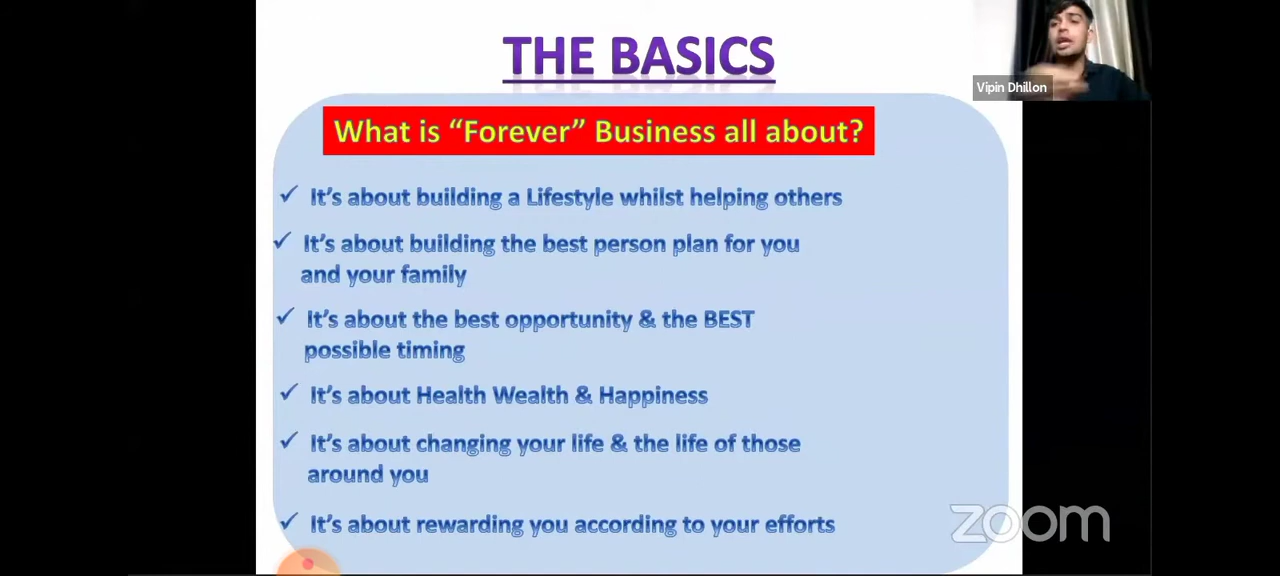 THE BASICS
Vipin Dhillon
What is “Forever” Business all about?
✓ It’s about building a Lifestyle whilst helping others
✓ It’s about building the best person plan for you
and your family
✓ It’s about the best opportunity & the BEST
possible timing
✓ It’s about Health Wealth & Happiness
✓ It’s about changing your life & the life of those
around you
✓ It’s about rewarding you according to your efforts
zoom